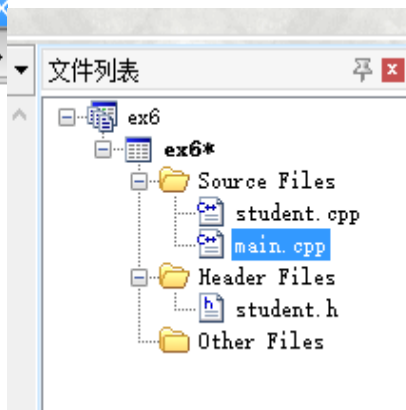 文件列表
ex6
ex6*
Source Files
student.cpp
main.cpp
Header Files
student.h
Other Files